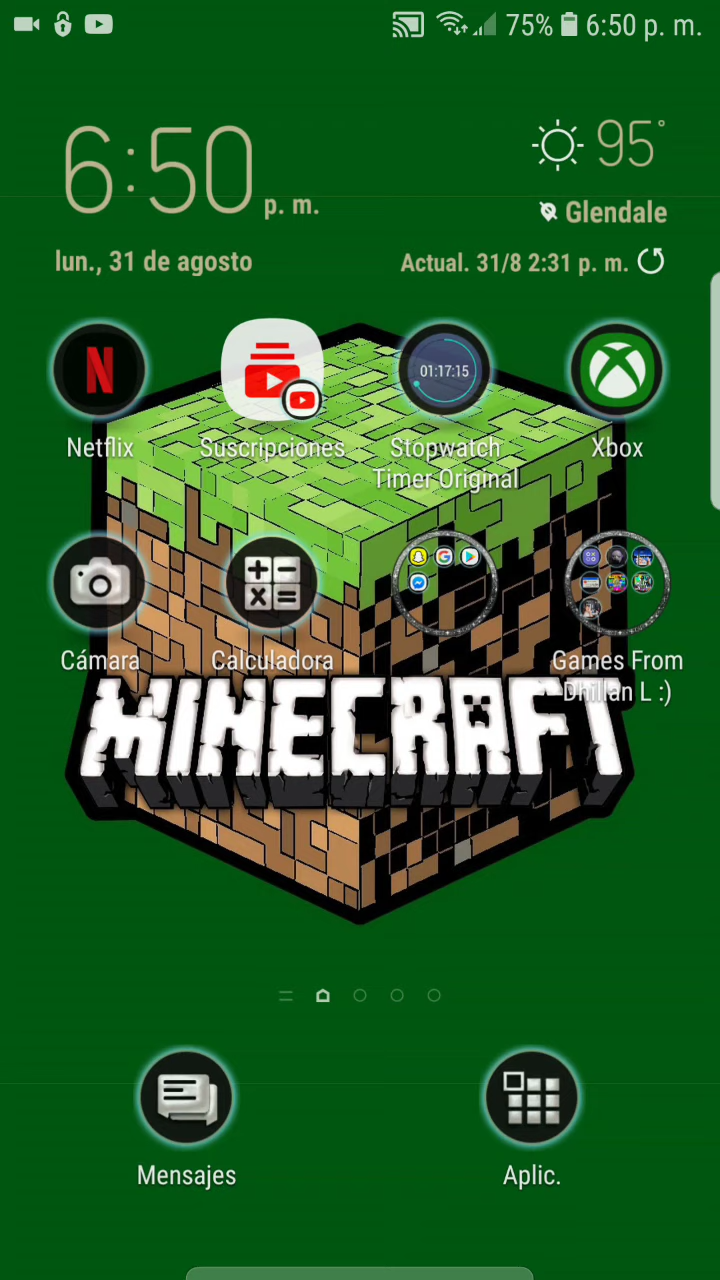 75% 6:50 p. m.
6:50 p. m.
95°
Glendale
lun., 31 de agosto
Actual. 31/8 2:31 p. m.
N
01:17:15
Netflix
Suscripciones
Stopwatch
Timer Original
Xbox
G
Cámara
Calculadora
Games From
Dhillan L :)
MINECRAFT
Mensajes
Aplic.